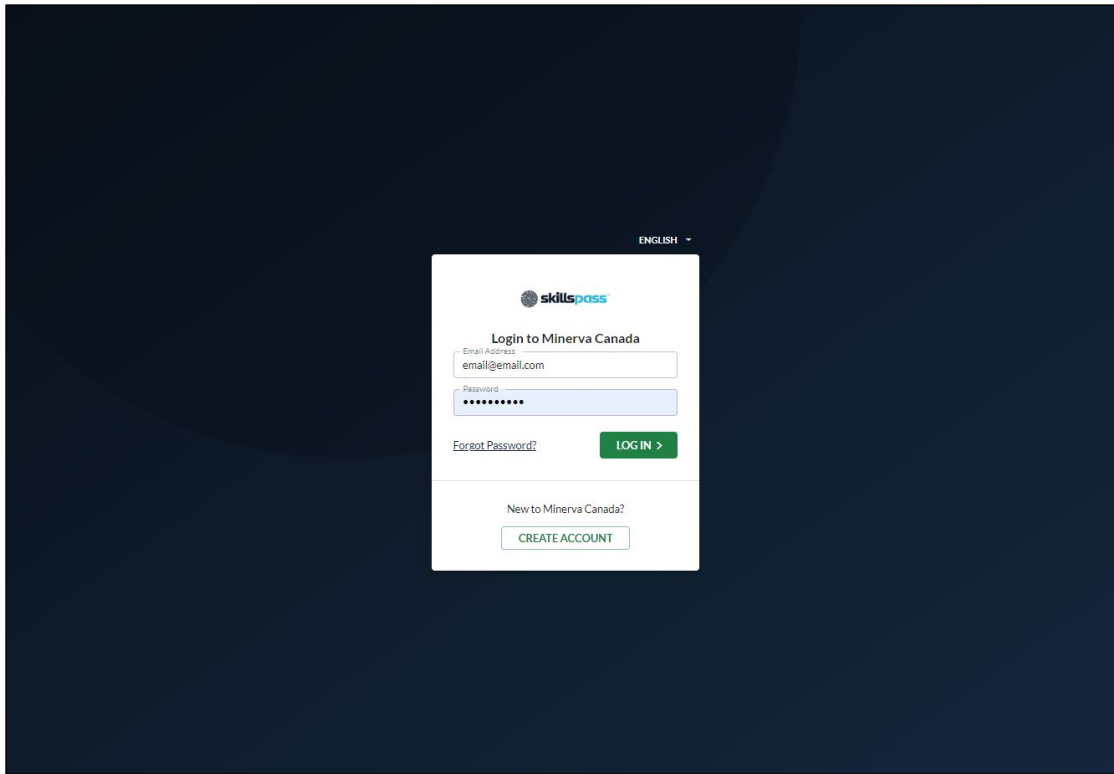 ENGLISH
skillspass
Login to Minerva Canada
Email Address
email@email.com
Password
••••••••••
Forgot Password?
LOG IN >
New to Minerva Canada?
CREATE ACCOUNT